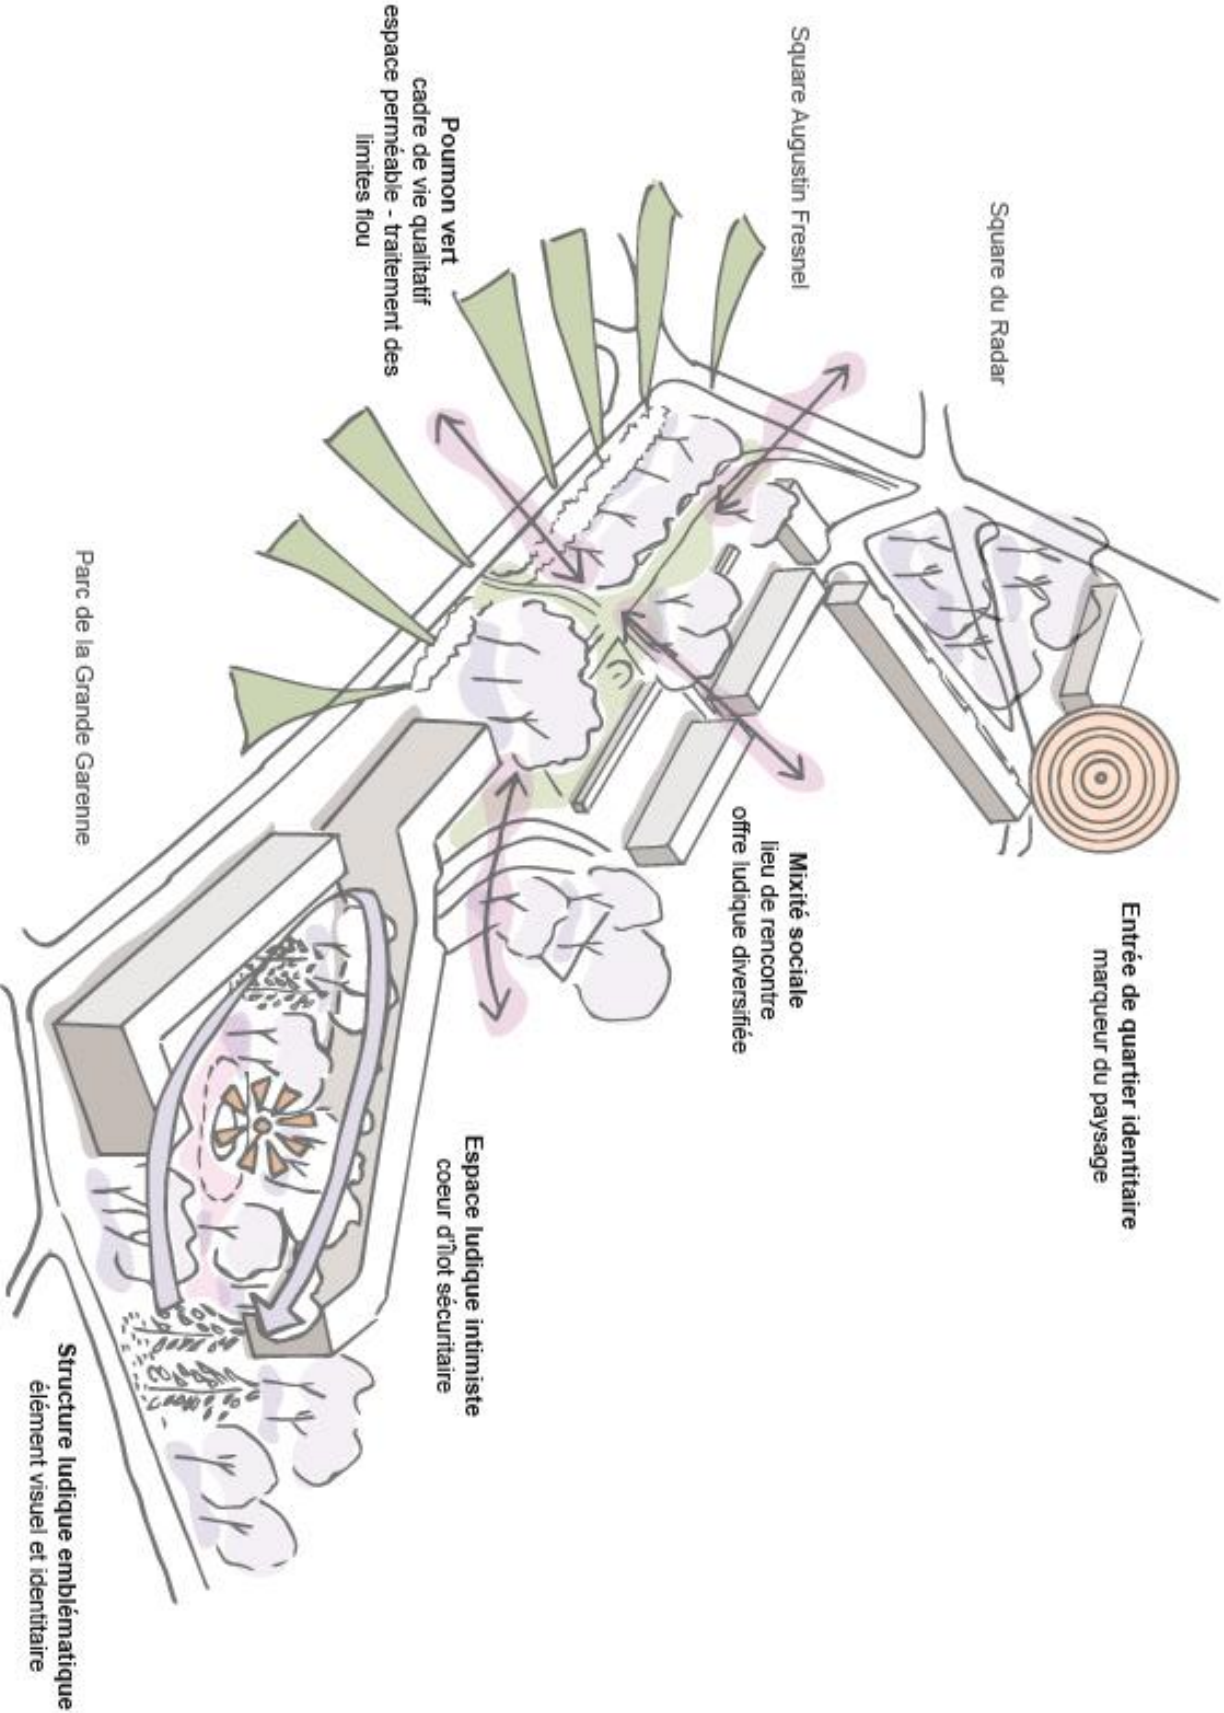 Square du Radar
Square Augustin Fresnel
Poumon vert
cadre de vie qualitatif
espace perméable - traitement des
limites flou
Entrée de quartier identitaire
marqueur du paysage
Mixité sociale
lieu de rencontre
offre ludique diversifiée
Parc de la Grande Garenne
Espace ludique intimiste
coeur d'îlot sécuritaire
Structure ludique emblématique
élément visuel et identitaire